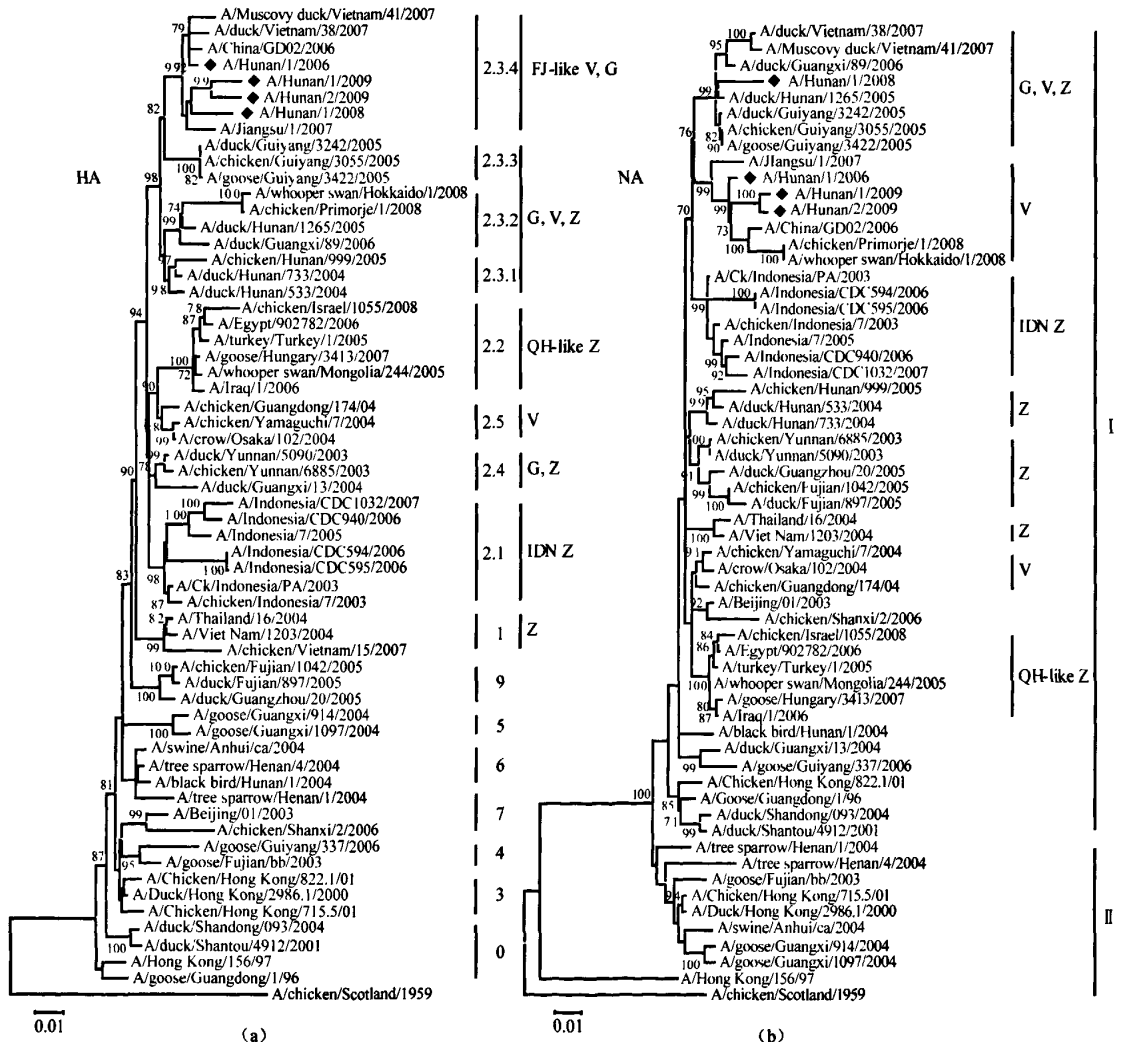 HA
A/Muscovy duck/Vietnam/41/2007
A/duck/Vietnam/38/2007
A/China/GD02/2006
A/Hunan/1/2006
A/Hunan/1/2009
A/Hunan/2/2009
A/Hunan/1/2008
A/Jiangsu/1/2007
A/duck/Guiyang/3242/2005
A/chicken/Guiyang/3055/2005
A/goose/Guiyang/3422/2005
A/whooper swan/Hokkaido/1/2008
A/chicken/Primorje/1/2008
A/duck/Hunan/1265/2005
A/duck/Guangxi/89/2006
A/chicken/Hunan/999/2005
A/duck/Hunan/733/2004
A/duck/Hunan/533/2004
A/chicken/Israel/1055/2008
A/Egypt/902782/2006
A/turkey/Turkey/1/2005
A/goose/Hungary/3413/2007
A/whooper swan/Mongolia/244/2005
A/Iraq/1/2006
A/chicken/Guangdong/174/04
A/chicken/Yamaguchi/7/2004
A/crow/Osaka/102/2004
A/duck/Yunnan/5090/2003
A/chicken/Yunnan/6885/2003
A/duck/Guangxi/13/2004
A/Indonesia/CDC1032/2007
A/Indonesia/CDC940/2006
A/Indonesia/7/2005
A/Indonesia/CDC594/2006
A/Indonesia/CDC595/2006
A/Ck/Indonesia/PA/2003
A/chicken/Indonesia/7/2003
A/Thailand/16/2004
A/Viet Nam/1203/2004
A/chicken/Vietnam/15/2007
A/chicken/Fujian/1042/2005
A/duck/Fujian/897/2005
A/duck/Guangzhou/20/2005
A/goose/Guangxi/914/2004
A/goose/Guangxi/1097/2004
A/swine/Anhui/ca/2004
A/tree sparrow/Henan/4/2004
A/black bird/Hunan/1/2004
A/tree sparrow/Henan/1/2004
A/Beijing/01/2003
A/chicken/Shanxi/2/2006
A/goose/Guiyang/337/2006
A/goose/Fujian/bb/2003
A/Chicken/Hong Kong/822.1/01
A/Duck/Hong Kong/2986.1/2000
A/Chicken/Hong Kong/715.5/01
A/duck/Shandong/093/2004
A/duck/Shantou/4912/2001
A/Hong Kong/156/97
A/goose/Guangdong/1/96
A/chicken/Scotland/1959
79
99
82
98
100
82
100
74
99
98
94
78
87
100
72
90
99
99
78
90
100
100
100
98
87
83
82
99
100
100
100
81
99
87
95
100
2.3.4
FJ-like V, G
2.3.3
2.3.2
G, V, Z
2.3.1
2.2
QH-like Z
2.5
V
2.4
G, Z
2.1
IDN Z
1
Z
9
5
6
7
4
3
0
0.01
(a)
NA
A/duck/Vietnam/38/2007
A/Muscovy duck/Vietnam/41/2007
A/duck/Guangxi/89/2006
A/Hunan/1/2008
A/duck/Hunan/1265/2005
A/duck/Guiyang/3242/2005
A/chicken/Guiyang/3055/2005
A/goose/Guiyang/3422/2005
A/Jiangsu/1/2007
A/Hunan/1/2006
A/Hunan/1/2009
A/Hunan/2/2009
A/China/GD02/2006
A/chicken/Primorje/1/2008
A/whooper swan/Hokkaido/1/2008
A/Ck/Indonesia/PA/2003
A/Indonesia/CDC594/2006
A/Indonesia/CDC595/2006
A/chicken/Indonesia/7/2003
A/Indonesia/7/2005
A/Indonesia/CDC940/2006
A/Indonesia/CDC1032/2007
A/chicken/Hunan/999/2005
A/duck/Hunan/533/2004
A/duck/Hunan/733/2004
A/chicken/Yunnan/6885/2003
A/duck/Yunnan/5090/2003
A/duck/Guangzhou/20/2005
A/chicken/Fujian/1042/2005
A/duck/Fujian/897/2005
A/Thailand/16/2004
A/Viet Nam/1203/2004
A/chicken/Yamaguchi/7/2004
A/crow/Osaka/102/2004
A/chicken/Guangdong/174/04
A/Beijing/01/2003
A/chicken/Shanxi/2/2006
A/chicken/Israel/1055/2008
A/Egypt/902782/2006
A/turkey/Turkey/1/2005
A/whooper swan/Mongolia/244/2005
A/goose/Hungary/3413/2007
A/Iraq/1/2006
A/black bird/Hunan/1/2004
A/duck/Guangxi/13/2004
A/goose/Guiyang/337/2006
A/Chicken/Hong Kong/822.1/01
A/Goose/Guangdong/1/96
A/duck/Shandong/093/2004
A/duck/Shantou/4912/2001
A/tree sparrow/Henan/1/2004
A/tree sparrow/Henan/4/2004
A/goose/Fujian/bb/2003
A/Chicken/Hong Kong/715.5/01
A/Duck/Hong Kong/2986.1/2000
A/swine/Anhui/ca/2004
A/goose/Guangxi/914/2004
A/goose/Guangxi/1097/2004
A/Hong Kong/156/97
A/chicken/Scotland/1959
100
95
99
82
90
76
99
100
99
73
100
70
100
99
99
92
95
99
100
91
99
100
100
91
92
84
86
100
80
87
99
85
71
99
100
94
100
G, V, Z
V
IDN Z
Z
Z
Z
V
QH-like Z
I
II
0.01
(b)